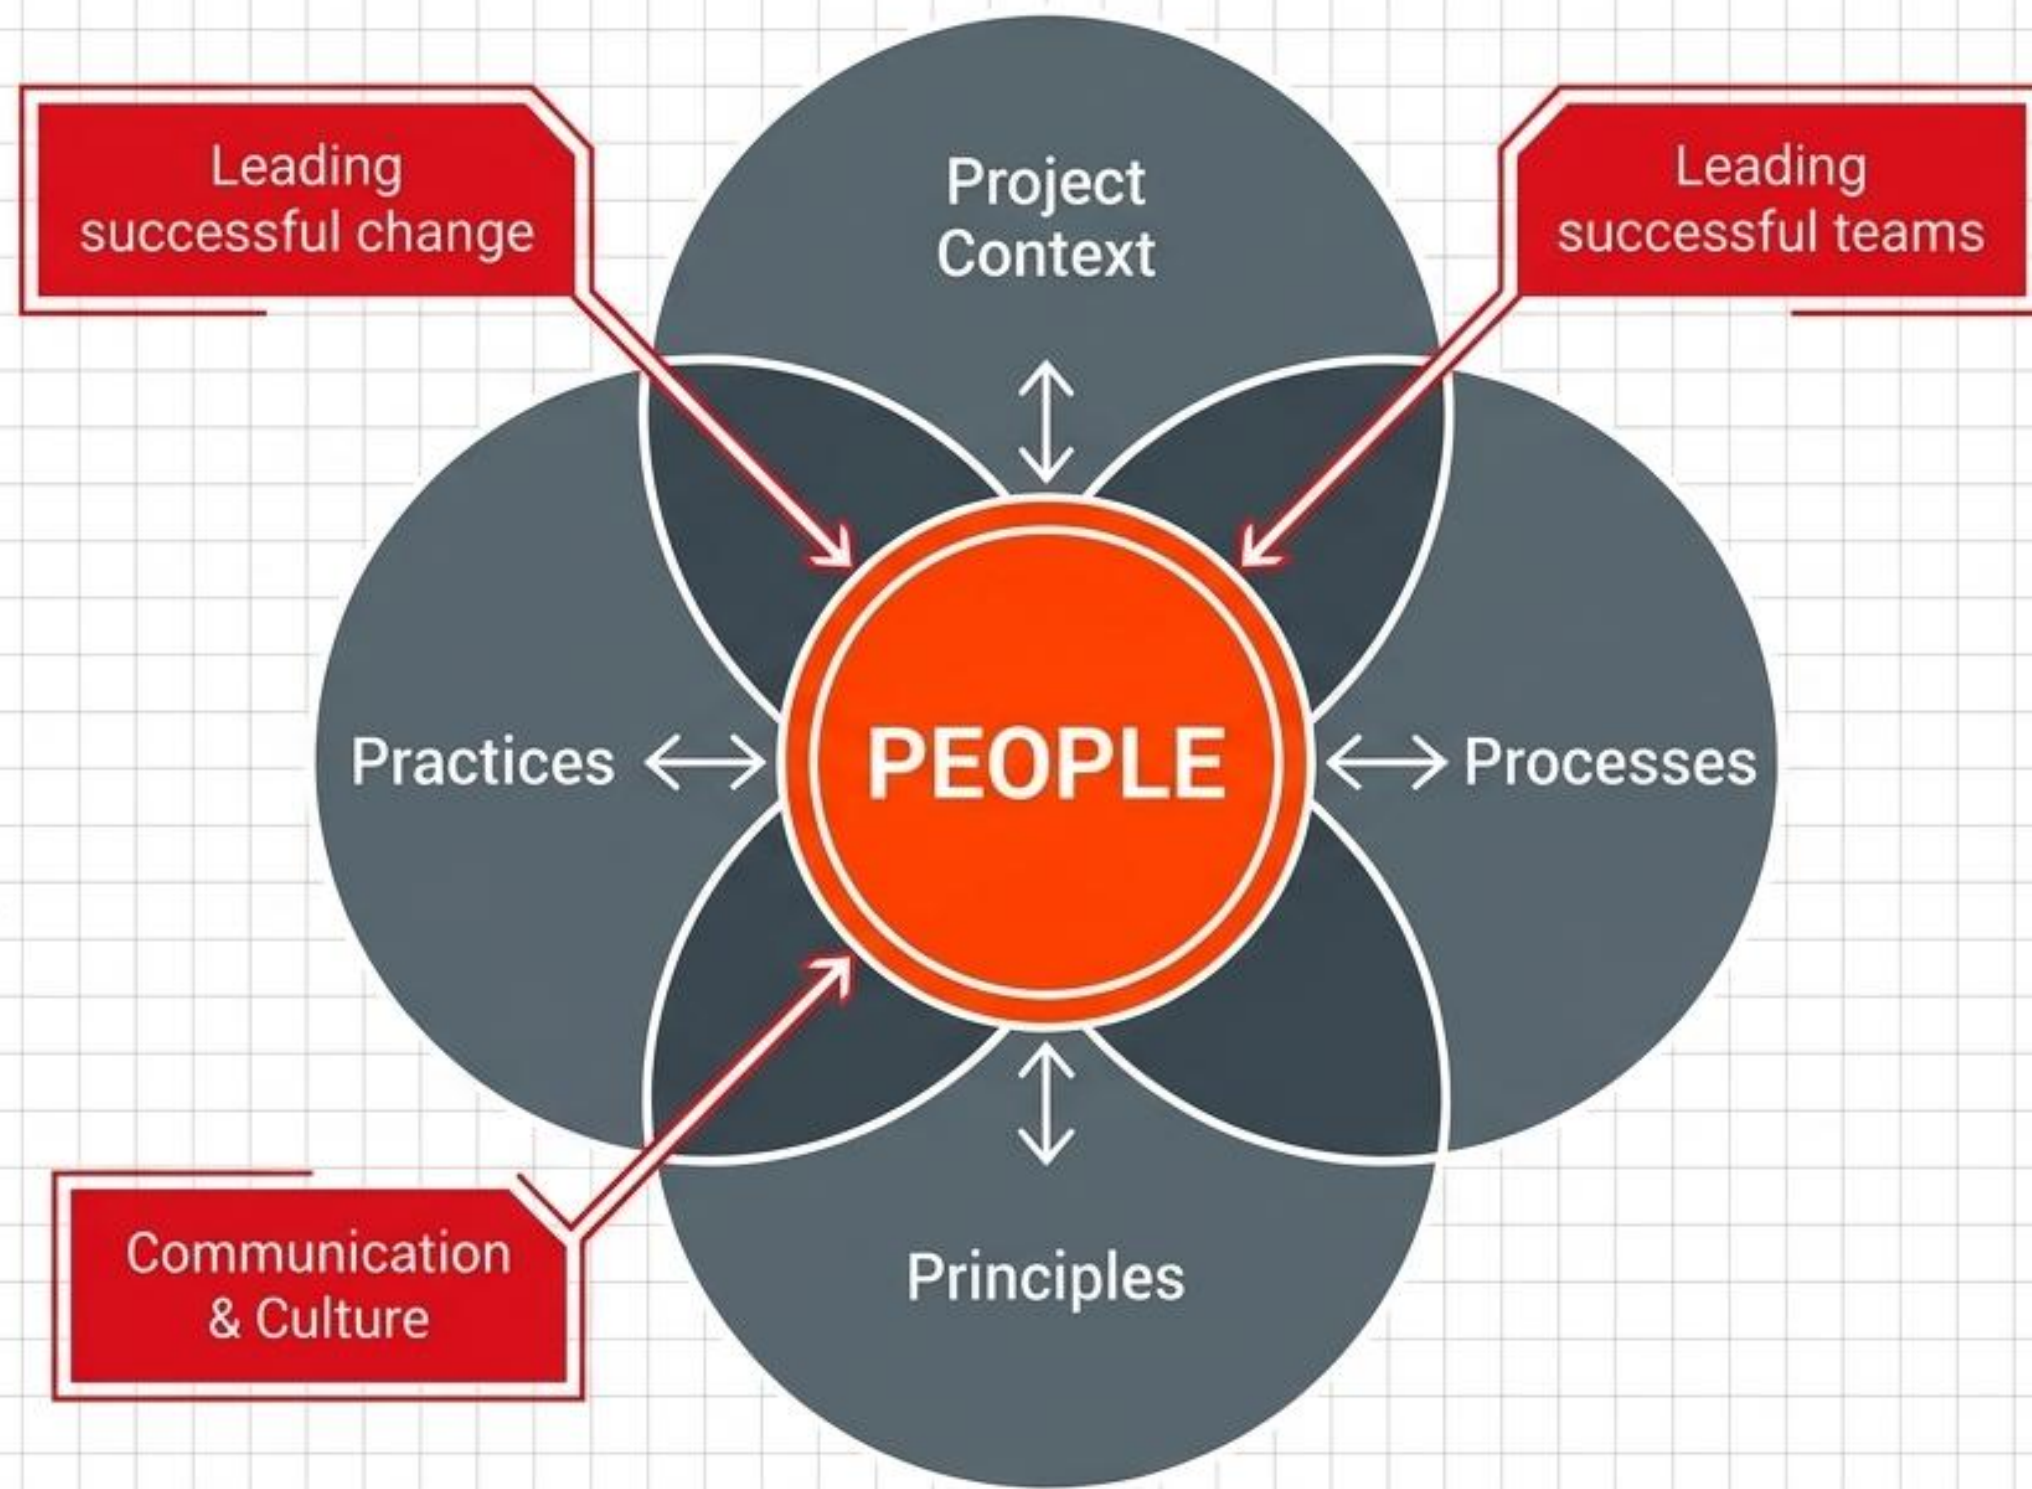 Project
Context
Leading
successful change
Leading
successful teams
Practices
PEOPLE
Processes
Communication
& Culture
Principles